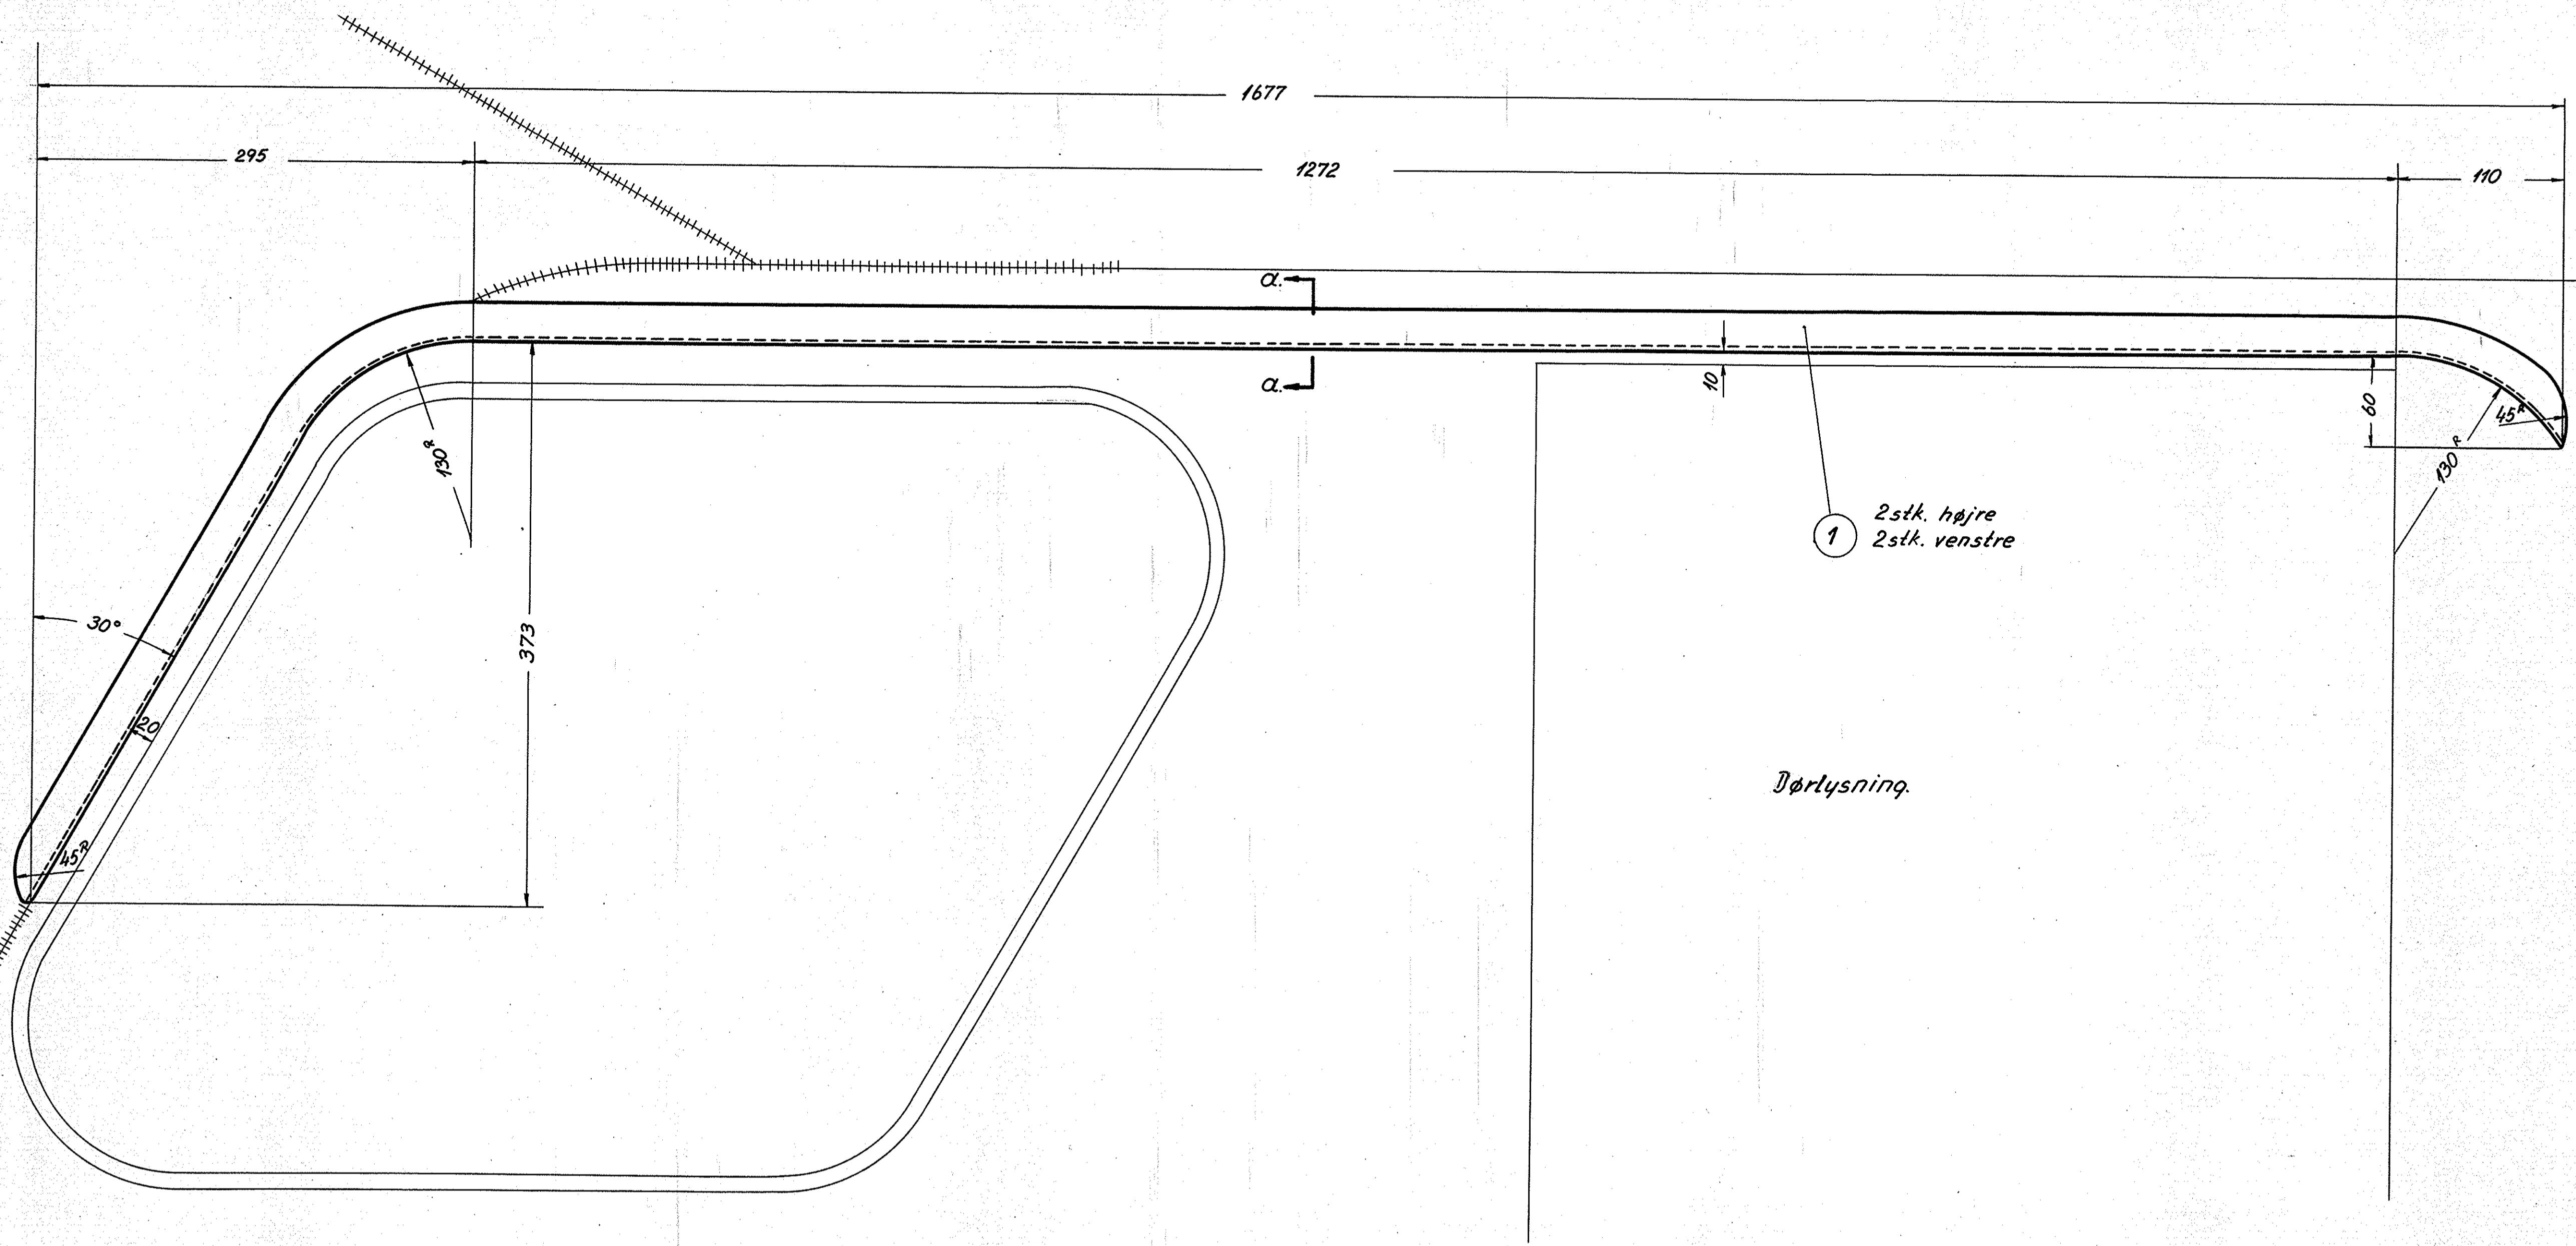 1677
295
1272
110
a.
a.
10
60
45R
130R
130R
373
1
2stk. højre
2stk. venstre
30°
20
45R
Dørlysning.